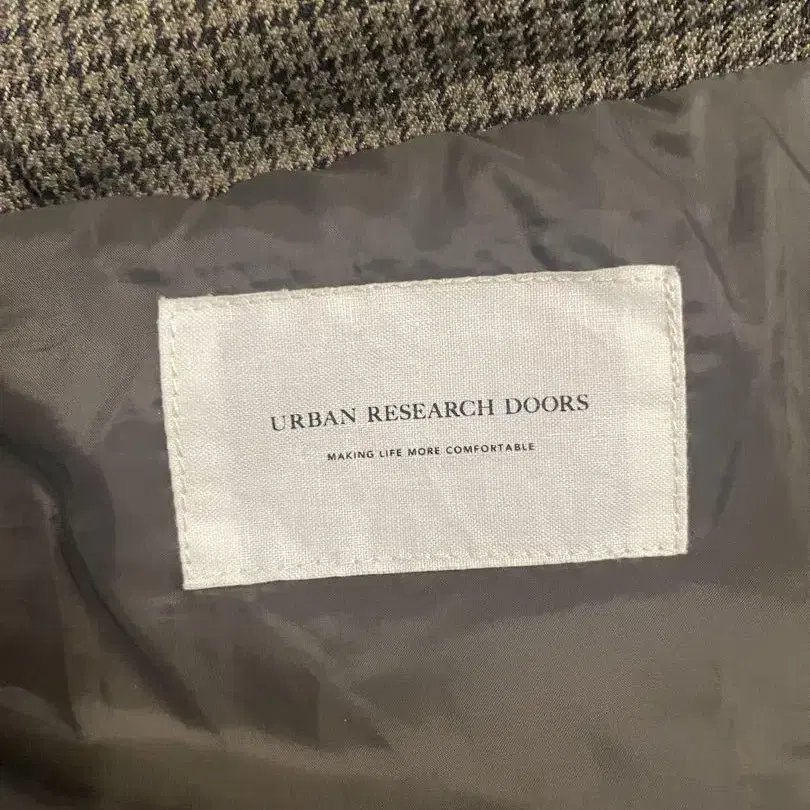 URBAN RESEARCH DOORS
MAKING LIFE MORE COMFORTABLE